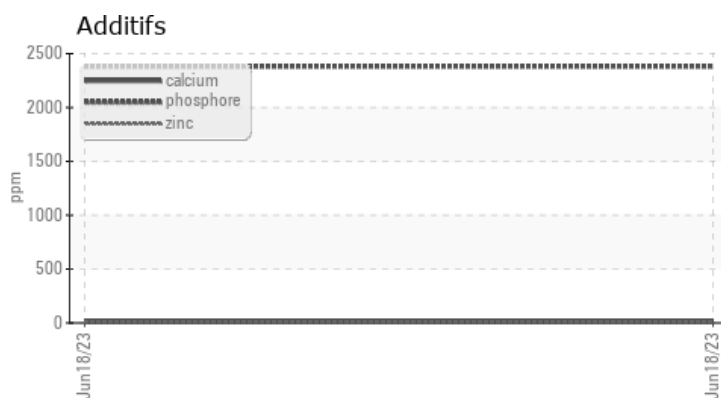 Additifs
2500
2000
1500
1000
500
0
ppm
calcium
phosphore
zinc
Jun18/23
Jun18/23